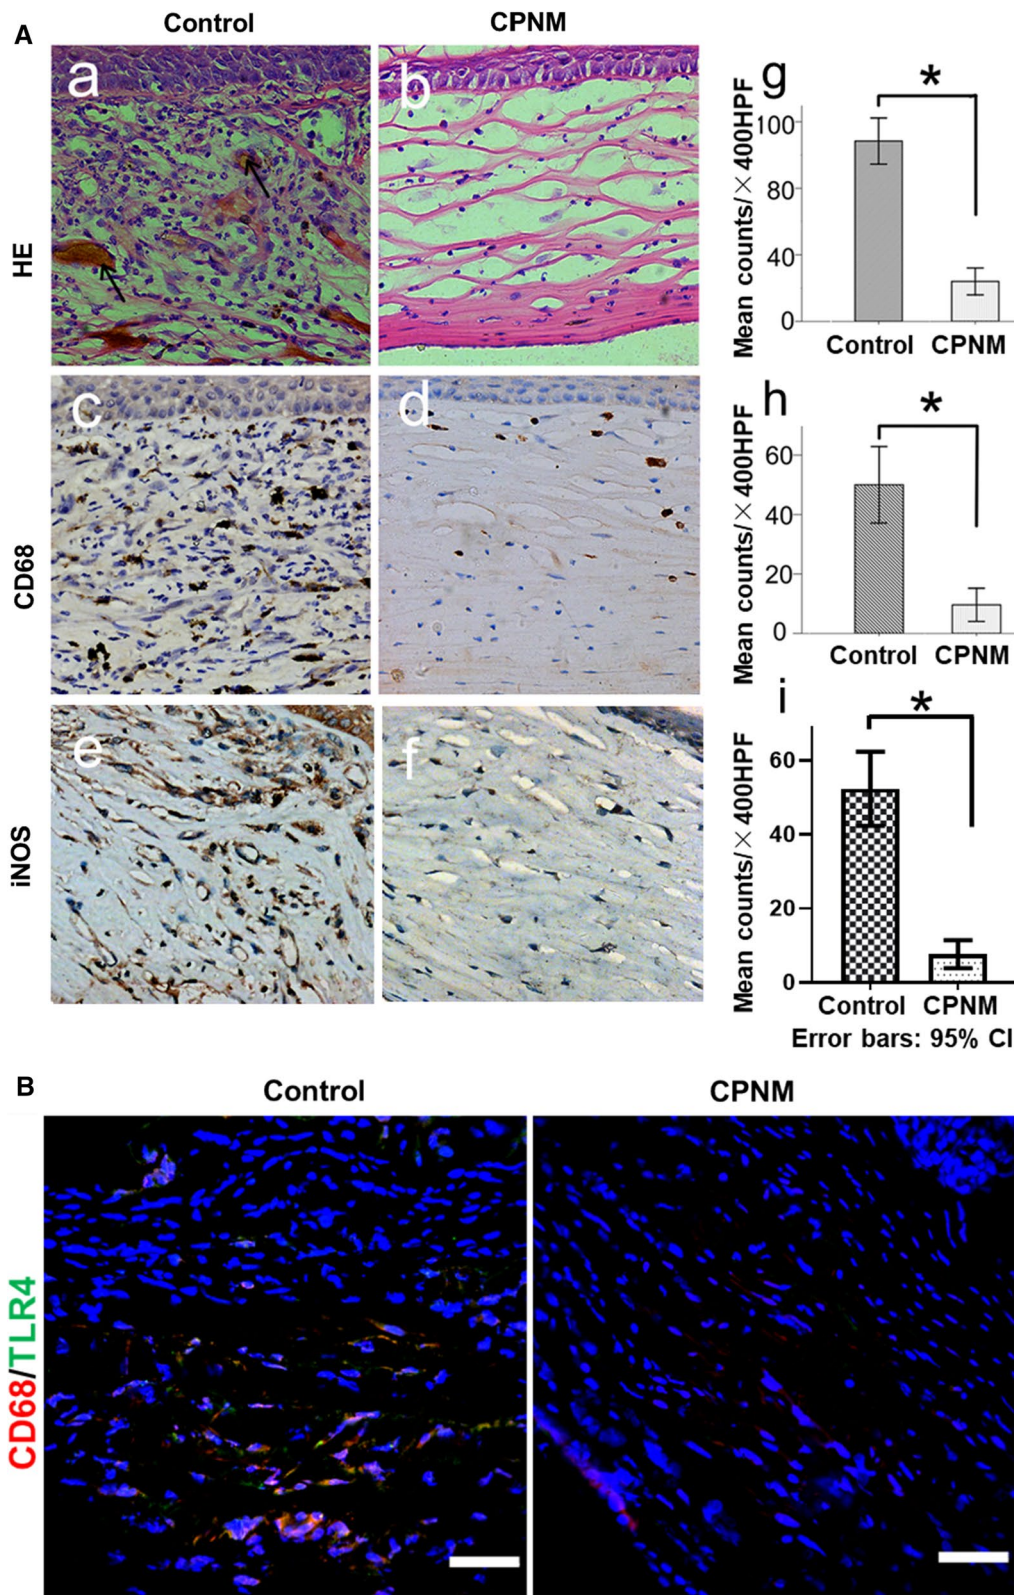 A
Control
CPNM
HE
a
b
g
Mean counts/×400HPF
100
80
40
0
*
Control
CPNM
CD68
c
d
h
Mean counts/×400HPF
60
40
20
0
*
Control
CPNM
iNOS
e
f
i
Mean counts/×400HPF
60
40
20
0
*
Control
CPNM
Error bars: 95% CI
B
Control
CPNM
CD68/TLR4